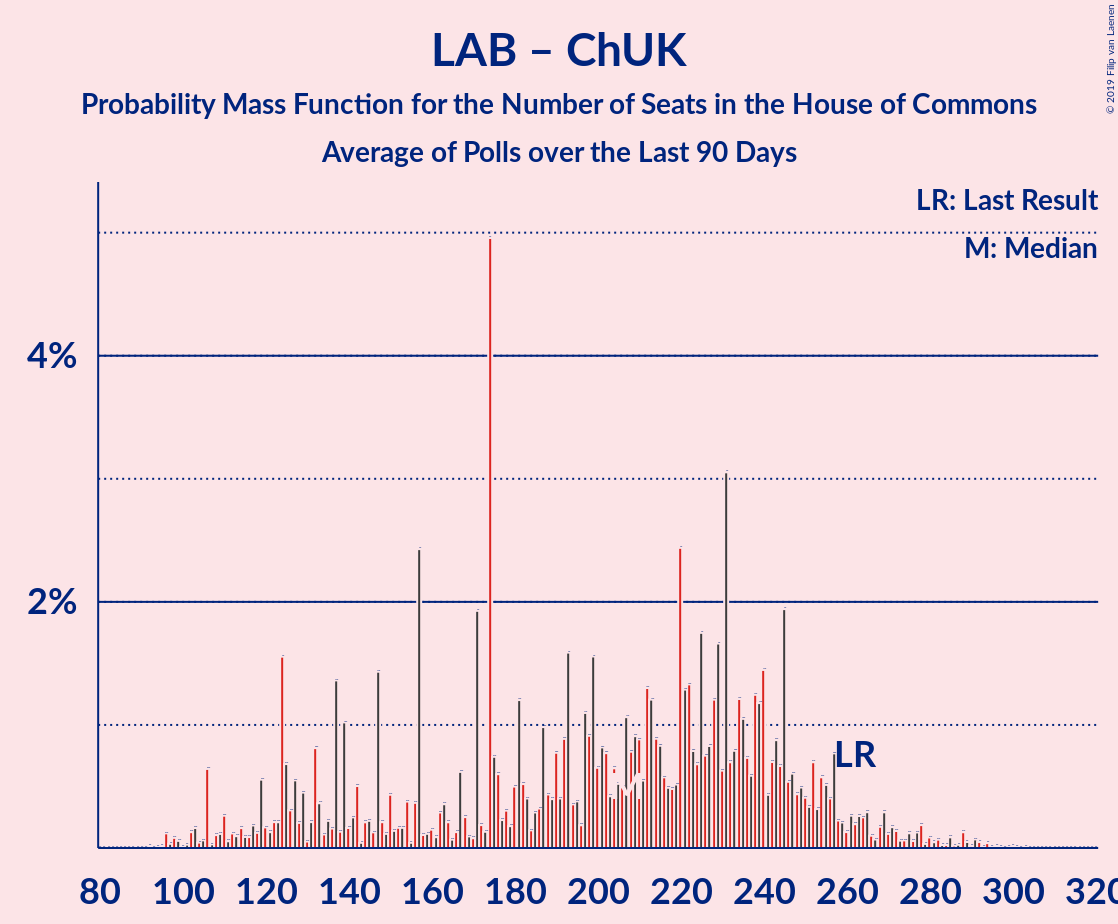 LAB – ChUK
Probability Mass Function for the Number of Seats in the House of Commons
Average of Polls over the Last 90 Days
© 2019 Filip van Laenen
LR: Last Result
M: Median
4%
2%
LR
80 100 120 140 160 180 200 220 240 260 280 300 320